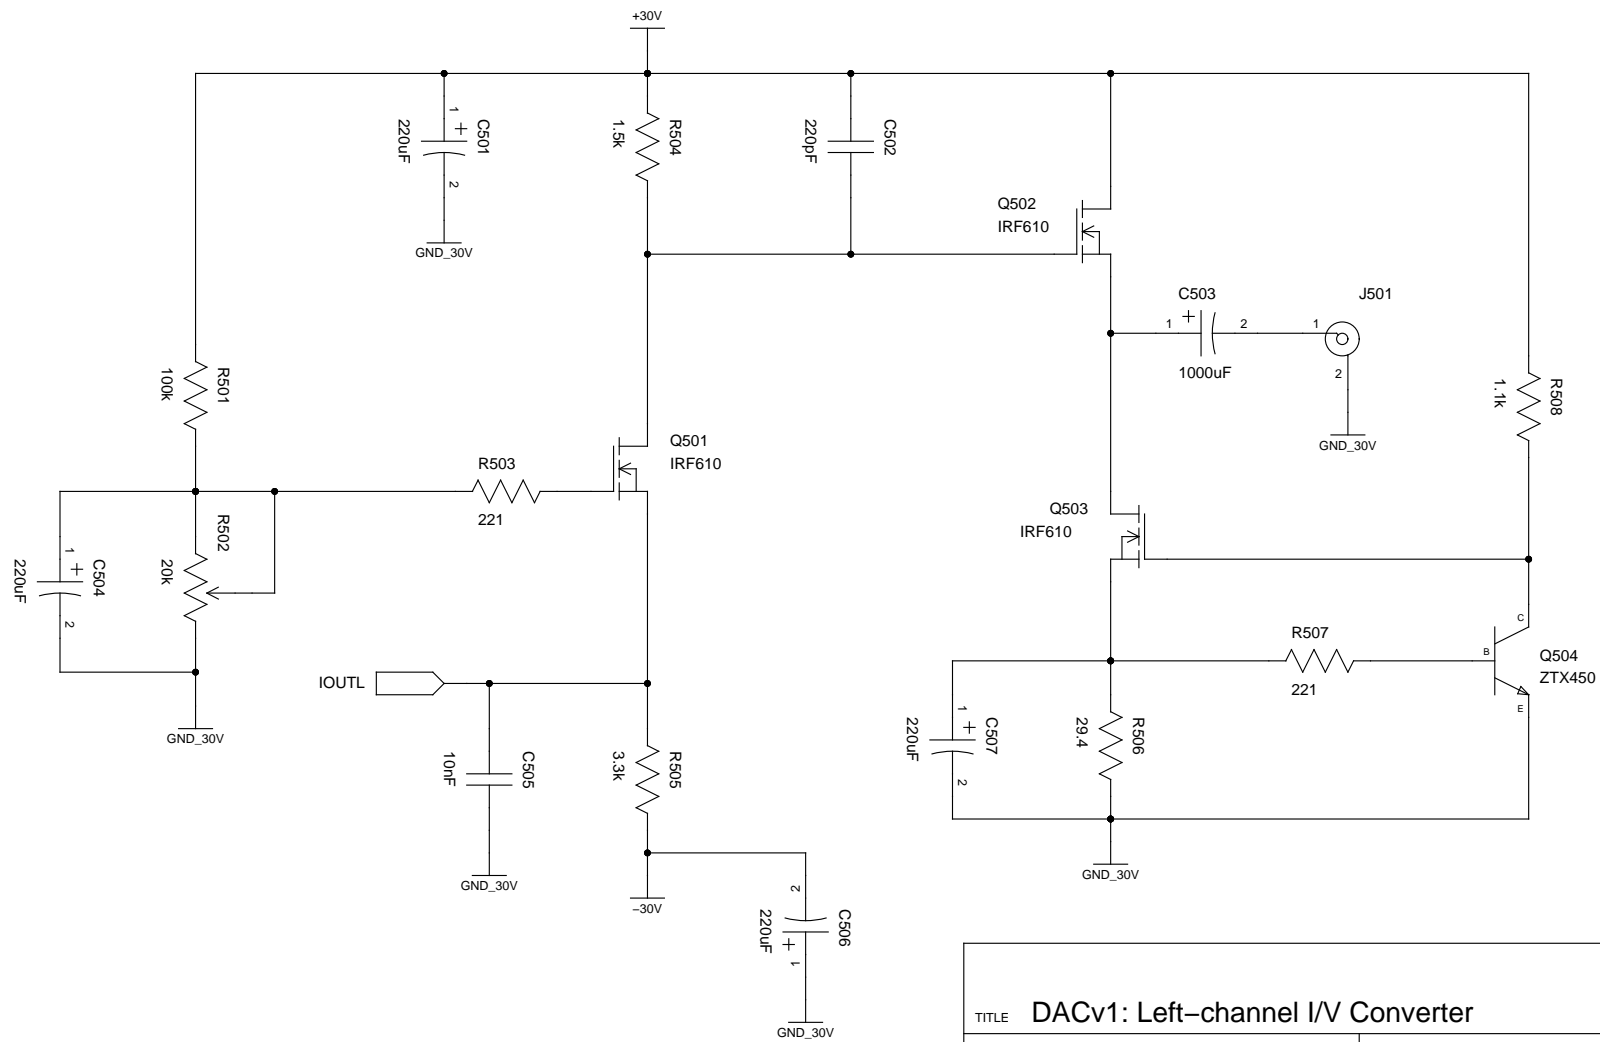 +30V
1
C501
220uF
2
GND_30V
R504
1.5k
C502
220pF
Q502
IRF610
C503
1
2
1000uF
J501
1
2
GND_30V
R508
1.1k
R501
100k
Q501
IRF610
R503
221
Q503
IRF610
R502
20k
1
C504
220uF
2
GND_30V
IOUTL
C505
10nF
GND_30V
R505
3.3k
-30V
2
C506
220uF
1
GND_30V
R507
221
C
B
E
Q504
ZTX450
1
C507
220uF
2
R506
29.4
GND_30V
TITLE DACv1: Left-channel I/V Converter